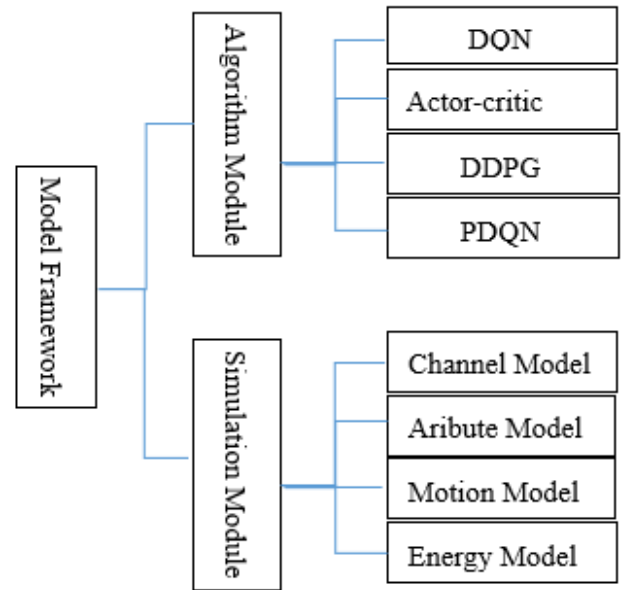 Model Framework
Algorithm Module
DQN
Actor-critic
DDPG
PDQN
Simulation Module
Channel Model
Aribute Model
Motion Model
Energy Model